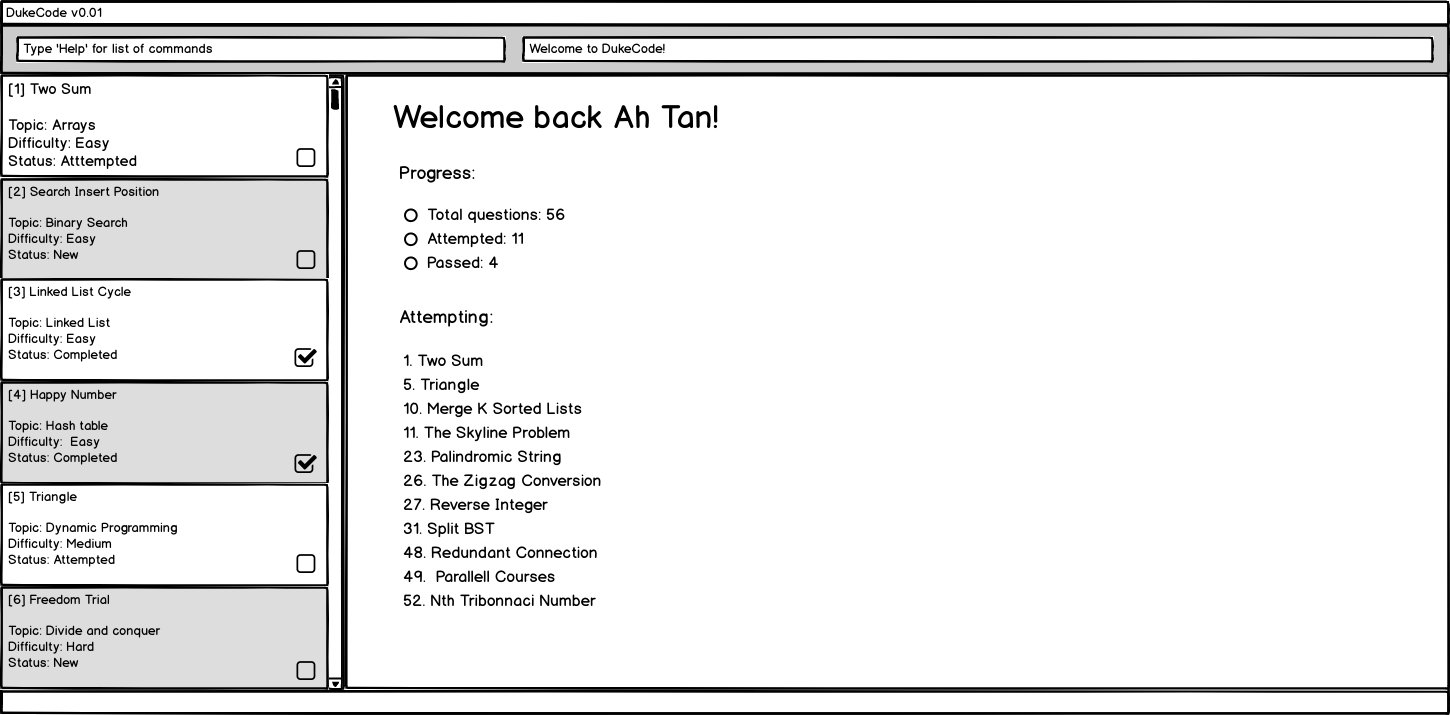 DukeCode v0.01
Type 'Help' for list of commands
Welcome to DukeCode!
[1] Two Sum
Topic: Arrays
Difficulty: Easy
Status: Atttempted
[2] Search Insert Position
Topic: Binary Search
Difficulty: Easy
Status: New
[3] Linked List Cycle
Topic: Linked List
Difficulty: Easy
Status: Completed
[4] Happy Number
Topic: Hash table
Difficulty:  Easy
Status: Completed
[5] Triangle
Topic: Dynamic Programming
Difficulty: Medium
Status: Attempted
[6] Freedom Trial
Topic: Divide and conquer
Difficulty: Hard
Status: New
Welcome back Ah Tan!
Progress:
Total questions: 56
Attempted: 11
Passed: 4
Attempting:
1. Two Sum
5. Triangle
10. Merge K Sorted Lists
11. The Skyline Problem
23. Palindromic String
26. The Zigzag Conversion
27. Reverse Integer
31. Split BST
48. Redundant Connection
49.  Parallell Courses
52. Nth Tribonnaci Number